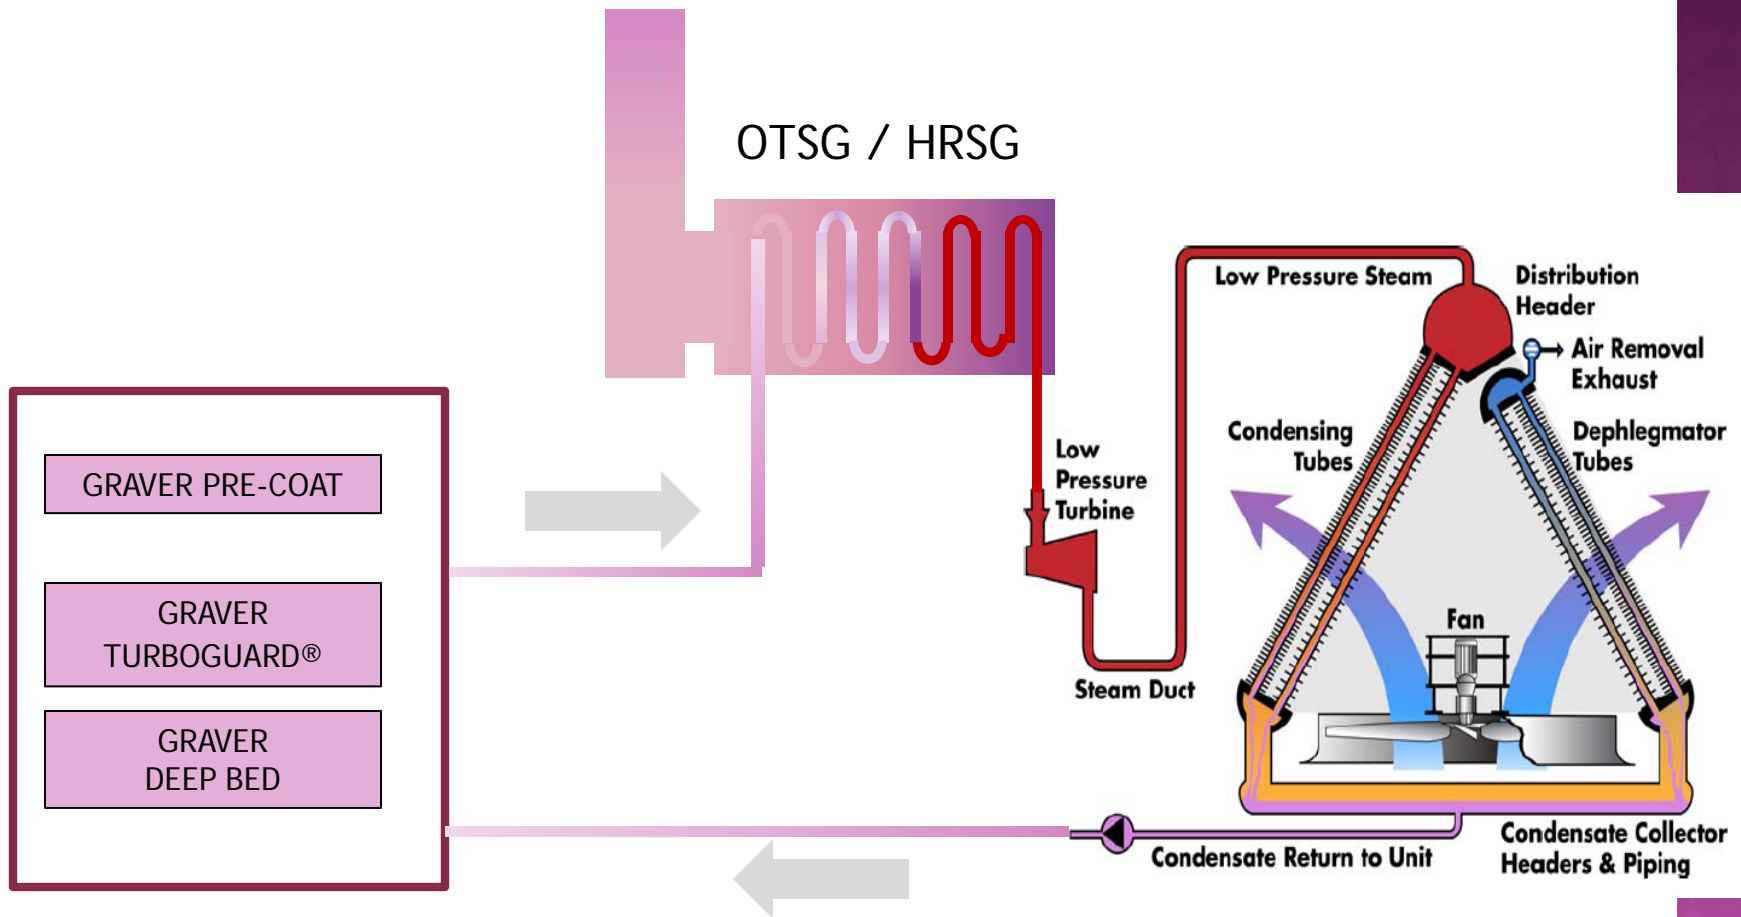 OTSG / HRSG
Low Pressure Steam
Distribution
Header
Air Removal
Exhaust
Condensing
Tubes
Dephlegmator
Tubes
Low
Pressure
Turbine
GRAVER PRE-COAT
GRAVER
TURBOGUARD®
GRAVER
DEEP BED
Fan
Steam Duct
Condensate Return to Unit
Condensate Collector
Headers & Piping